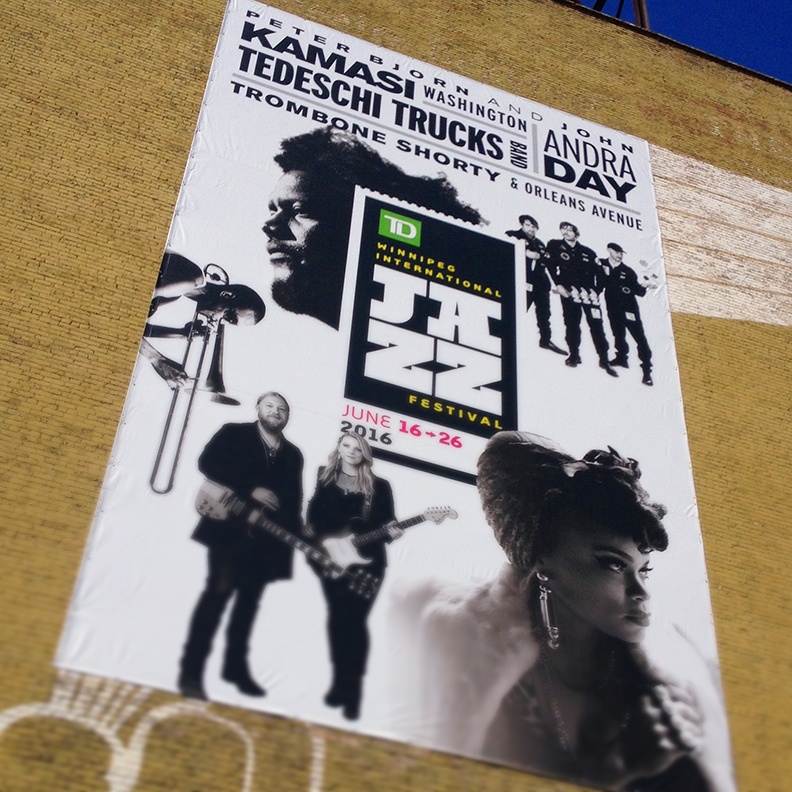 PETER BJORN AND JOHN
KAMASI WASHINGTON
TEDESCHI TRUCKS BAND
ANDRA DAY
TROMBONE SHORTY & ORLEANS AVENUE
TD
WINNIPEG
INTERNATIONAL
JAZZ
FESTIVAL
JUNE 16→26
2016